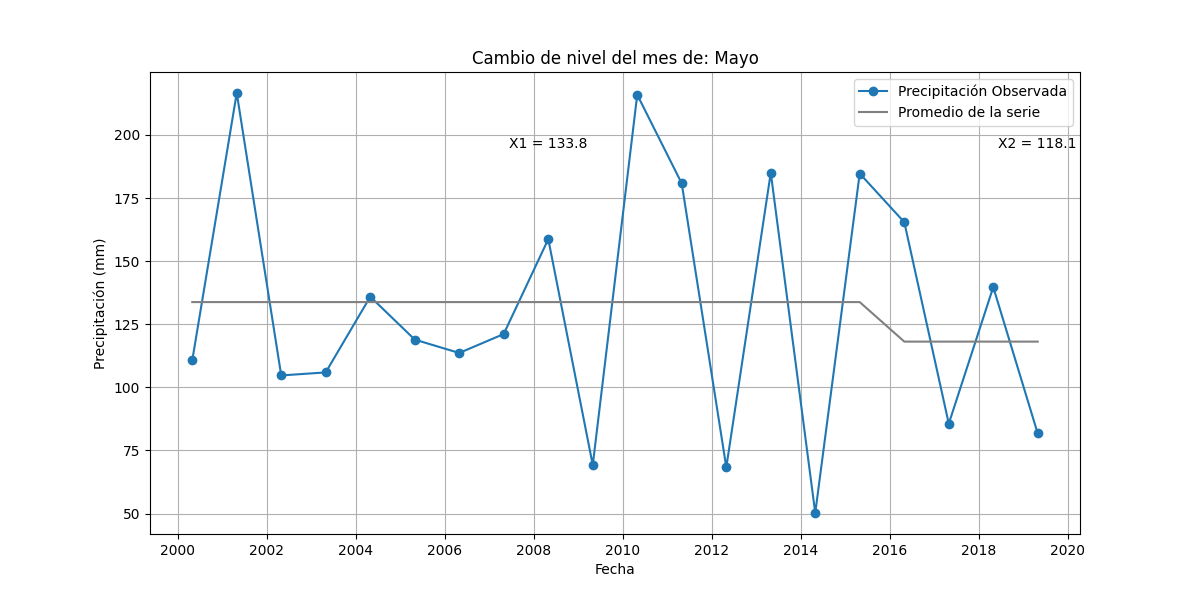 Cambio de nivel del mes de: Mayo
Precipitación Observada
Promedio de la serie
X1 = 133.8
X2 = 118.1
Precipitación (mm)
200
175
150
125
100
75
50
2000 2002 2004 2006 2008 2010 2012 2014 2016 2018 2020
Fecha